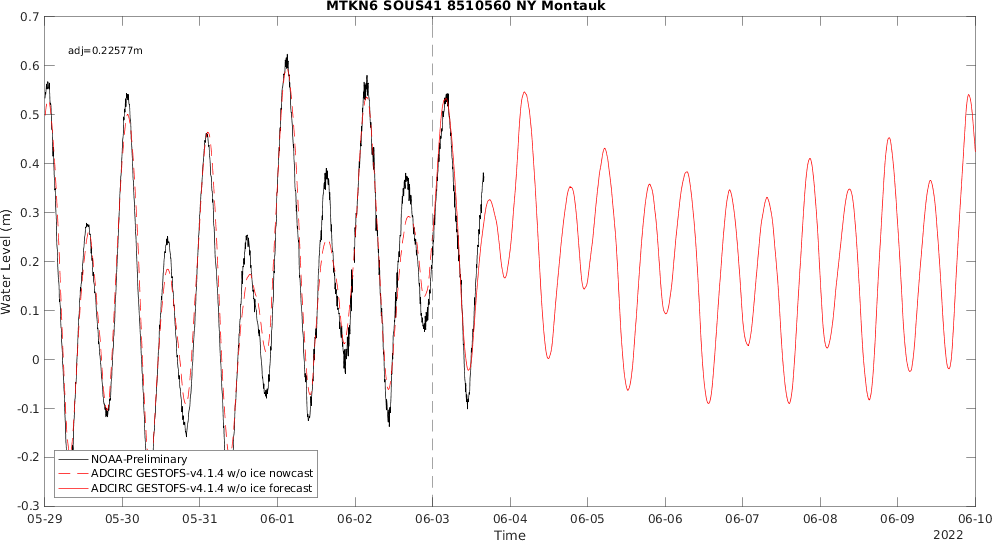 MTKN6 SOUS41 8510560 NY Montauk
0.7
0.6
0.5
0.4
0.3
0.2
0.1
0
-0.1
-0.2
-0.3
Water Level (m)
adj=0.22577m
NOAA-Preliminary
ADCIRC GESTOFS-v4.1.4 w/o ice nowcast
ADCIRC GESTOFS-v4.1.4 w/o ice forecast
05-29 05-30 05-31 06-01 06-02 06-03 06-04 06-05 06-06 06-07 06-08 06-09 06-10
Time
2022